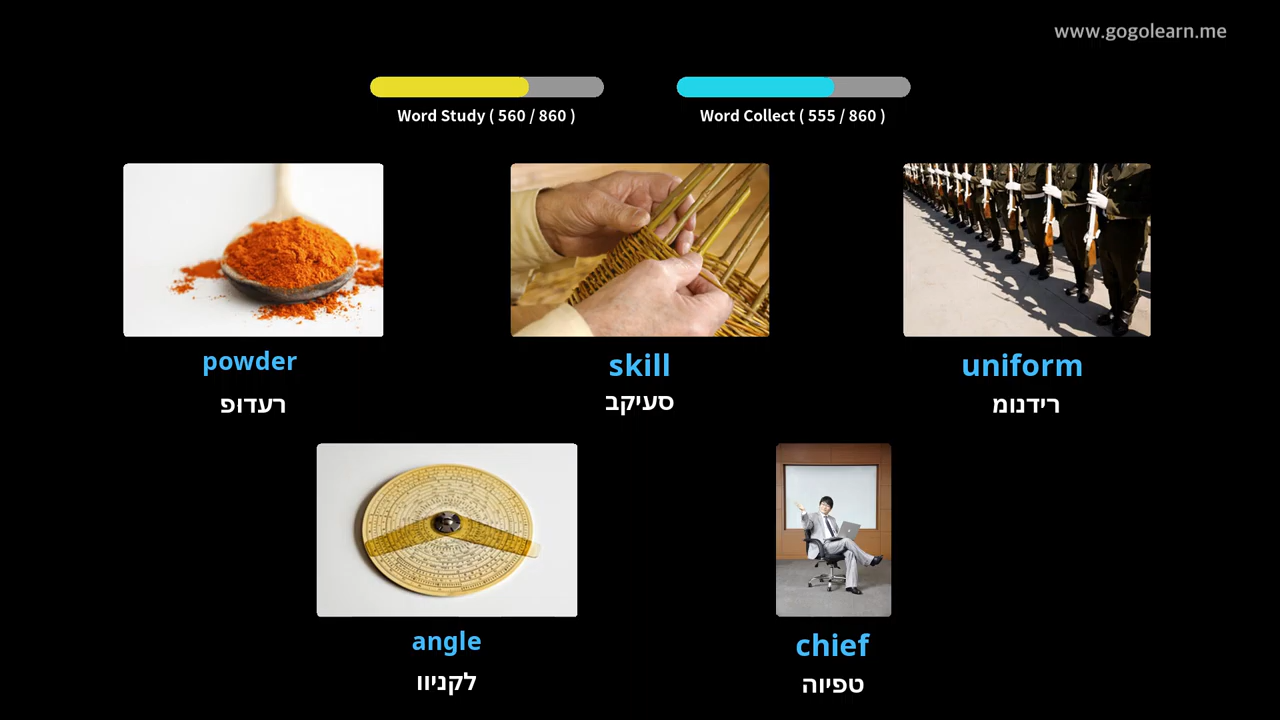 www.gogolearn.me
Word Study ( 560 / 860 )
Word Collect ( 555 / 860 )
powder
רעדופ
skill
סעיקב
uniform
רידנומ
angle
לקניוו
chief
טפיוה